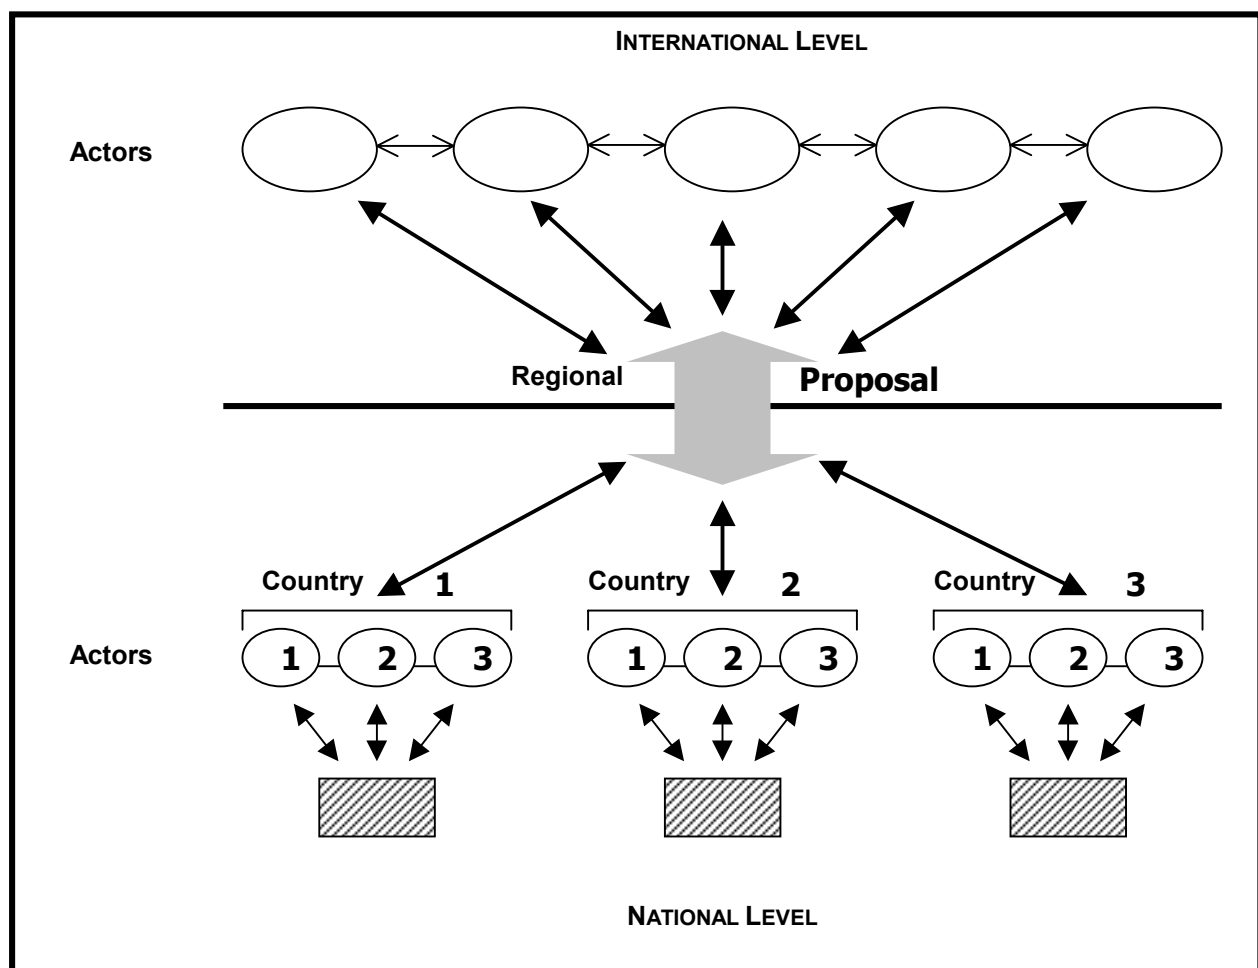 INTERNATIONAL LEVEL
Actors
Regional Proposal
Country 1 Country 2 Country 3
Actors 1 2 3 1 2 3 1 2 3
NATIONAL LEVEL